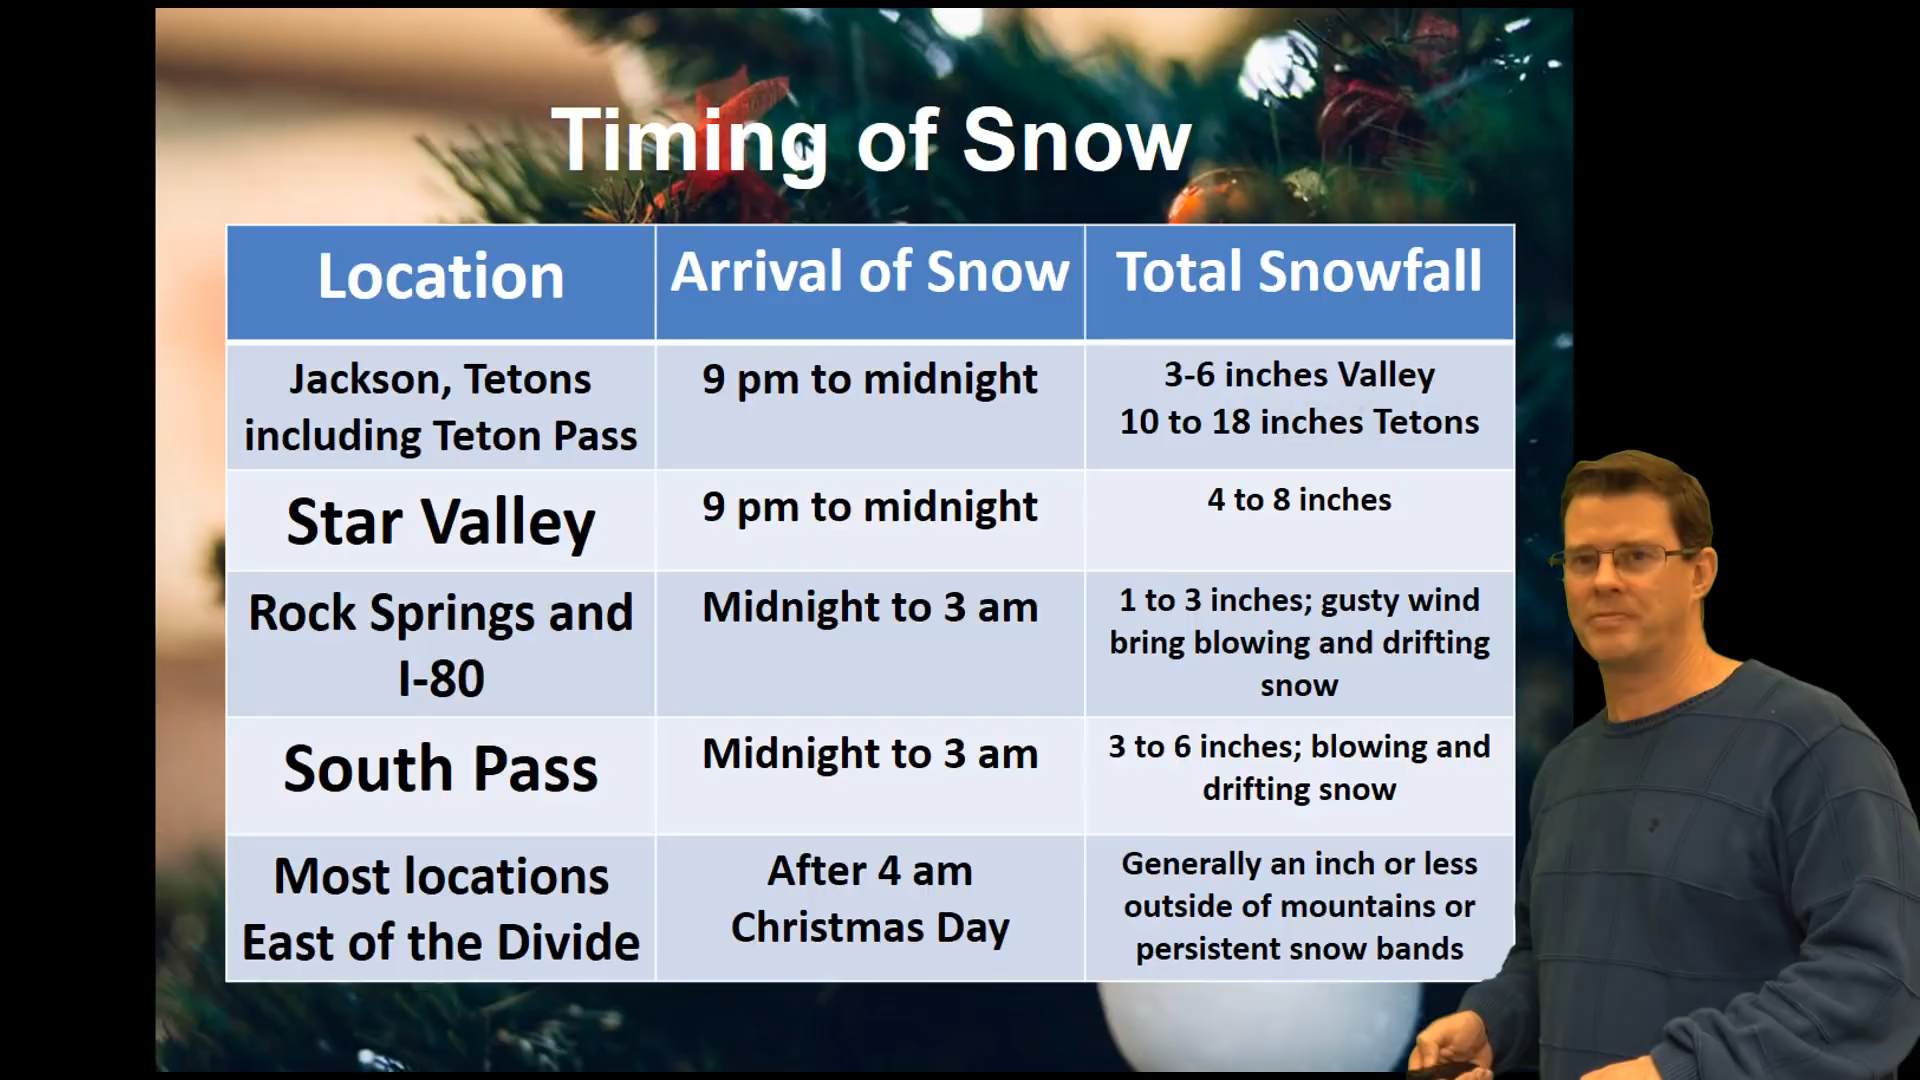 Timing of Snow
Location
Arrival of Snow
Total Snowfall
Jackson, Tetons
including Teton Pass
9 pm to midnight
3-6 inches Valley
10 to 18 inches Tetons
Star Valley
9 pm to midnight
4 to 8 inches
Rock Springs and
I-80
Midnight to 3 am
1 to 3 inches; gusty wind
bring blowing and drifting
snow
South Pass
Midnight to 3 am
3 to 6 inches; blowing and
drifting snow
Most locations
East of the Divide
After 4 am
Christmas Day
Generally an inch or less
outside of mountains or
persistent snow bands